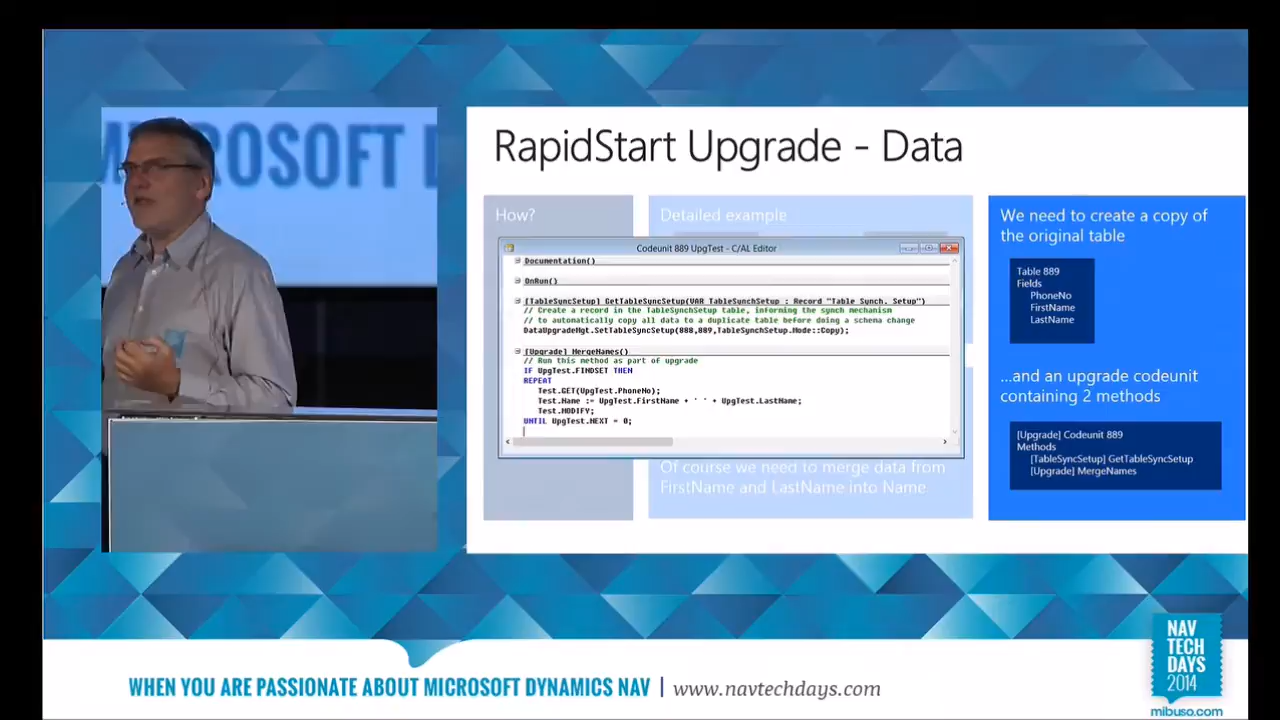 MICROSOFT D
RapidStart Upgrade - Data
How?
Detailed example
Codeunit 889 UpgTest - C/AL Editor
Documentation()
OnRun()
[TableSyncSetup] GetTableSyncSetup(VAR TableSynchSetup : Record "Table Synch. Setup")
// Create a record in the TableSynchSetup table, informing the synch mechanism
// to automatically copy all data to a duplicate table before doing a schema change
DataUpgradeMgt.SetTableSyncSetup(888,889,TableSynchSetup.Mode::Copy);
[Upgrade] MergeNames()
// Run this method as part of upgrade
IF UpgTest.FINDSET THEN
REPEAT
Test.GET(UpgTest.PhoneNo);
Test.Name := UpgTest.FirstName + ' ' + UpgTest.LastName;
Test.MODIFY;
UNTIL UpgTest.NEXT = 0;
Of course we need to merge data from
FirstName and LastName into Name
We need to create a copy of
the original table
Table 889
Fields
PhoneNo
FirstName
LastName
...and an upgrade codeunit
containing 2 methods
[Upgrade] Codeunit 889
Methods
[TableSyncSetup] GetTableSyncSetup
[Upgrade] MergeNames
WHEN YOU ARE PASSIONATE ABOUT MICROSOFT DYNAMICS NAV | www.navtechdays.com
NAV
TECH
DAYS
2014
mibuso.com